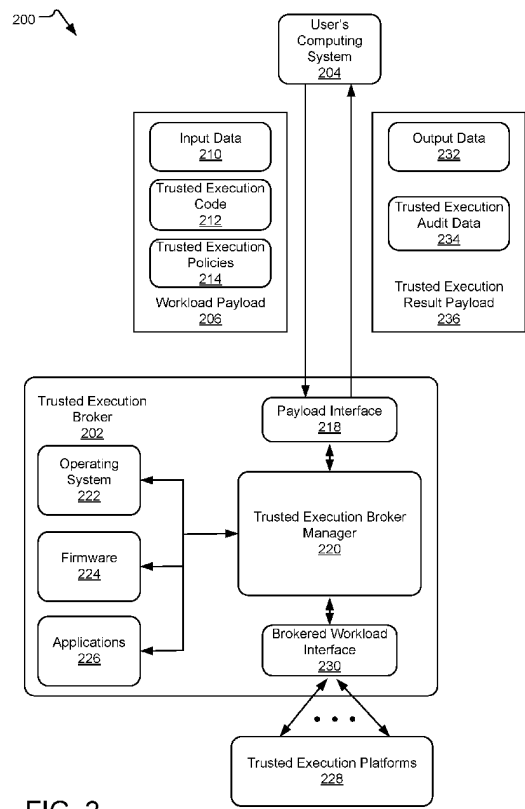 200
User's
Computing
System
204
Input Data
210
Trusted Execution
Code
212
Trusted Execution
Policies
214
Workload Payload
206
Output Data
232
Trusted Execution
Audit Data
234
Trusted Execution
Result Payload
236
Trusted Execution
Broker
202
Payload Interface
218
Operating
System
222
Trusted Execution Broker
Manager
220
Firmware
224
Applications
226
Brokered Workload
Interface
230
Trusted Execution Platforms
228